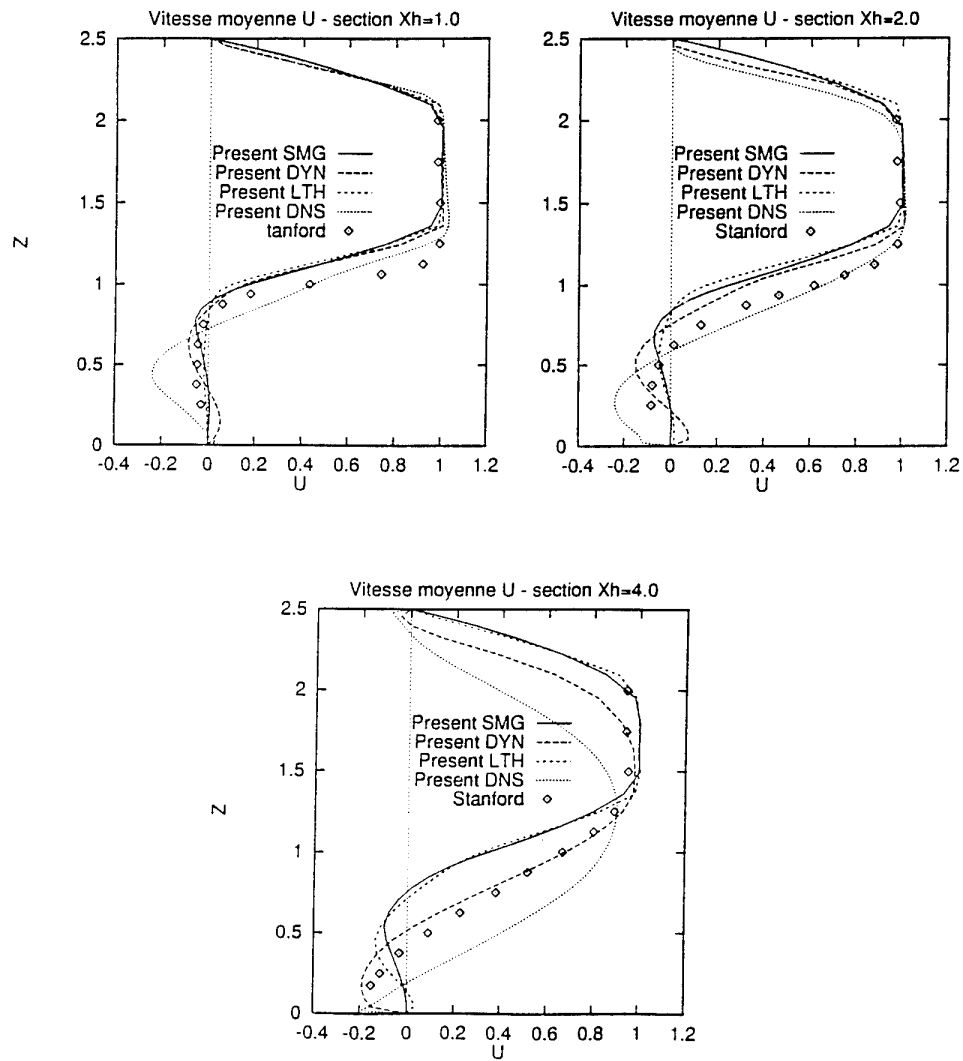 Vitesse moyenne U - section Xh=1.0
2.5
2
1.5
1
0.5
0
Z
Present SMG
Present DYN
Present LTH
Present DNS
tanford
-0.4 -0.2 0 0.2 0.4 0.6 0.8 1 1.2
U
Vitesse moyenne U - section Xh=2.0
2.5
2
1.5
1
0.5
0
Present SMG
Present DYN
Present LTH
Present DNS
Stanford
-0.4 -0.2 0 0.2 0.4 0.6 0.8 1 1.2
U
Vitesse moyenne U - section Xh=4.0
2.5
2
1.5
1
0.5
0
Z
Present SMG
Present DYN
Present LTH
Present DNS
Stanford
-0.4 -0.2 0 0.2 0.4 0.6 0.8 1 1.2
U